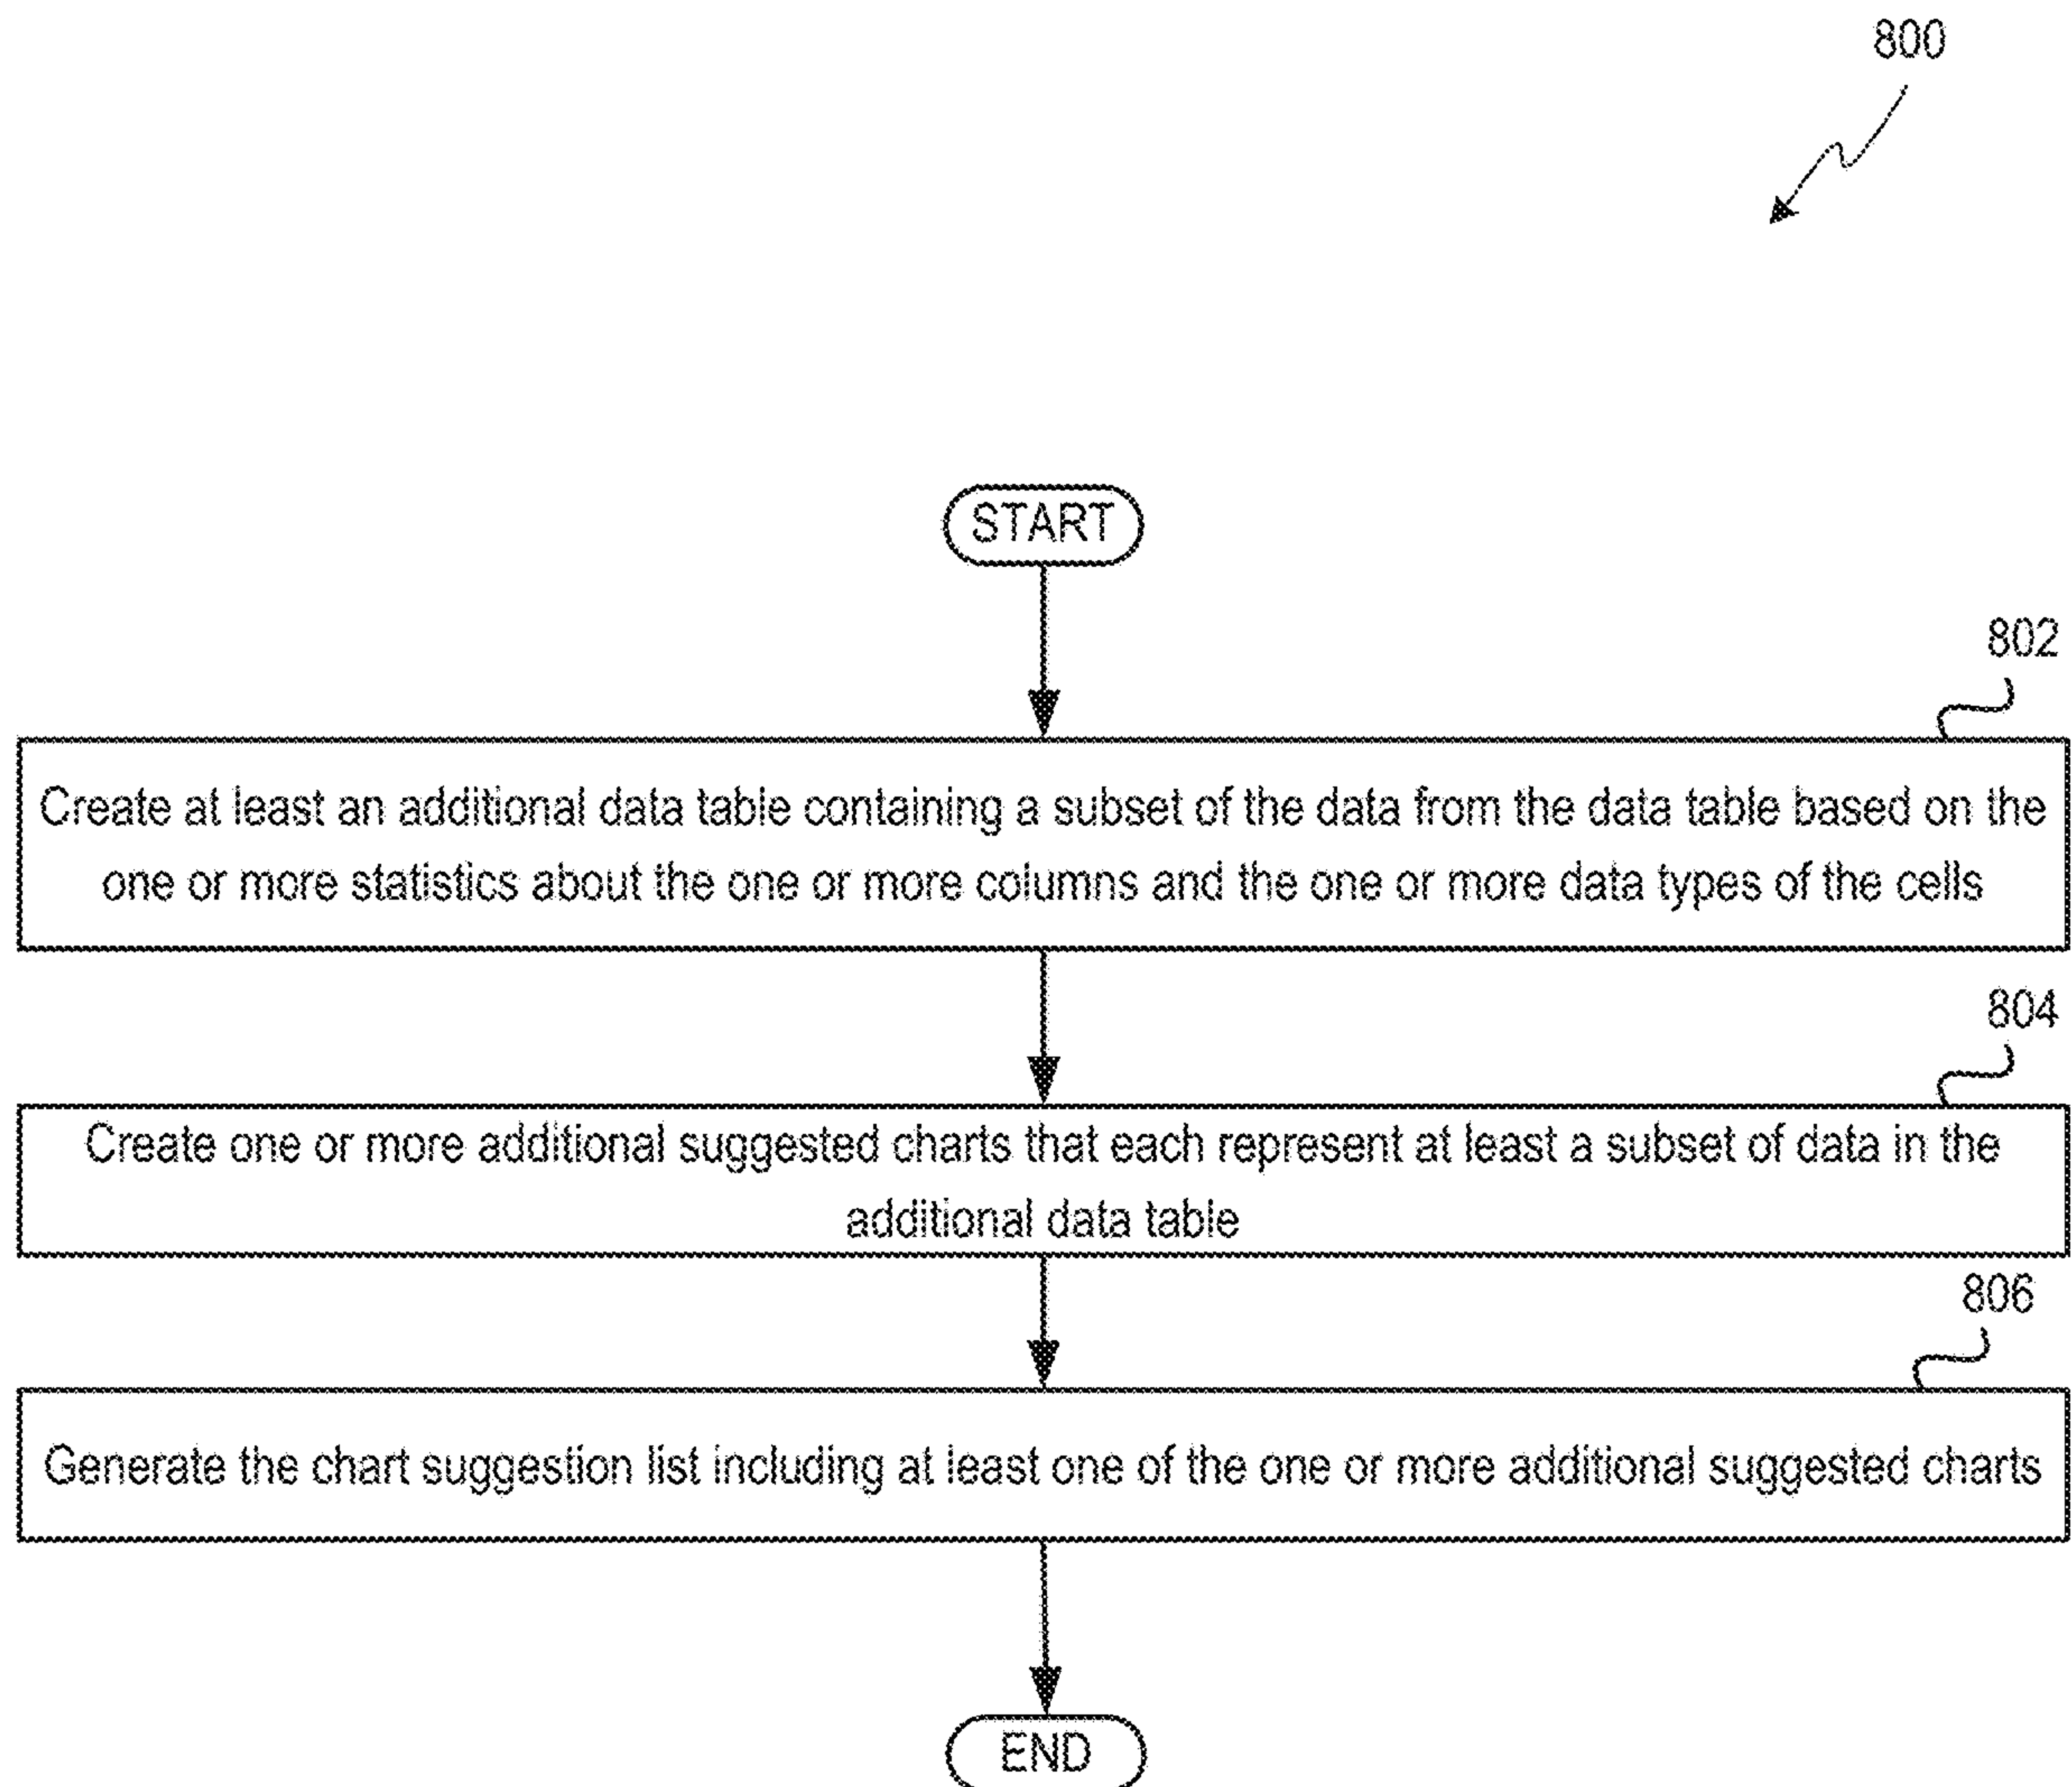 800
START
802
Create at least an additional data table containing a subset of the data from the data table based on the
one or more statistics about the one or more columns and the one or more data types of the cells
804
Create one or more additional suggested charts that each represent at least a subset of data in the
additional data table
806
Generate the chart suggestion list including at least one of the one or more additional suggested charts
END